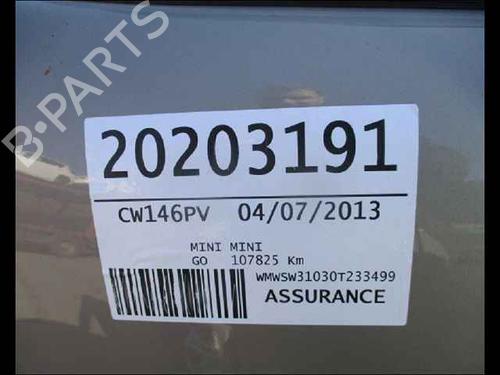 B-PARTS
20203191
CW146PV 04/07/2013
MINI MINI
GO 107825 Km
WMWSW31030T233499
ASSURANCE